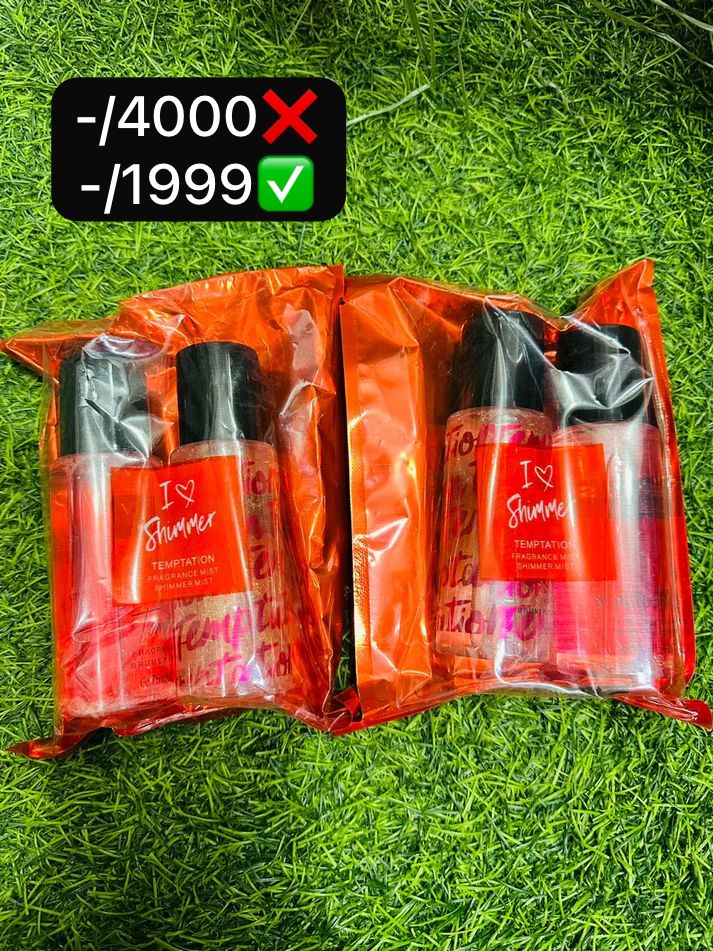 -/4000❌
-/1999✅
I ♡
Shimmer
TEMPTATION
FRAGRANCE MIST
SHIMMER MIST
I ♡
Shimmer
TEMPTATION
FRAGRANCE MIST
SHIMMER MIST